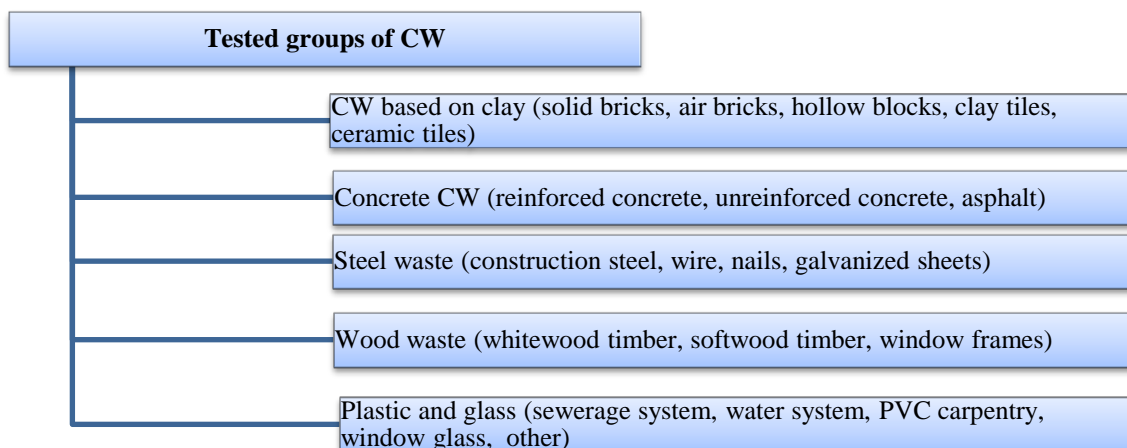 Tested groups of CW
CW based on clay (solid bricks, air bricks, hollow blocks, clay tiles,
ceramic tiles)
Concrete CW (reinforced concrete, unreinforced concrete, asphalt)
Steel waste (construction steel, wire, nails, galvanized sheets)
Wood waste (whitewood timber, softwood timber, window frames)
Plastic and glass (sewerage system, water system, PVC carpentry,
window glass, other)